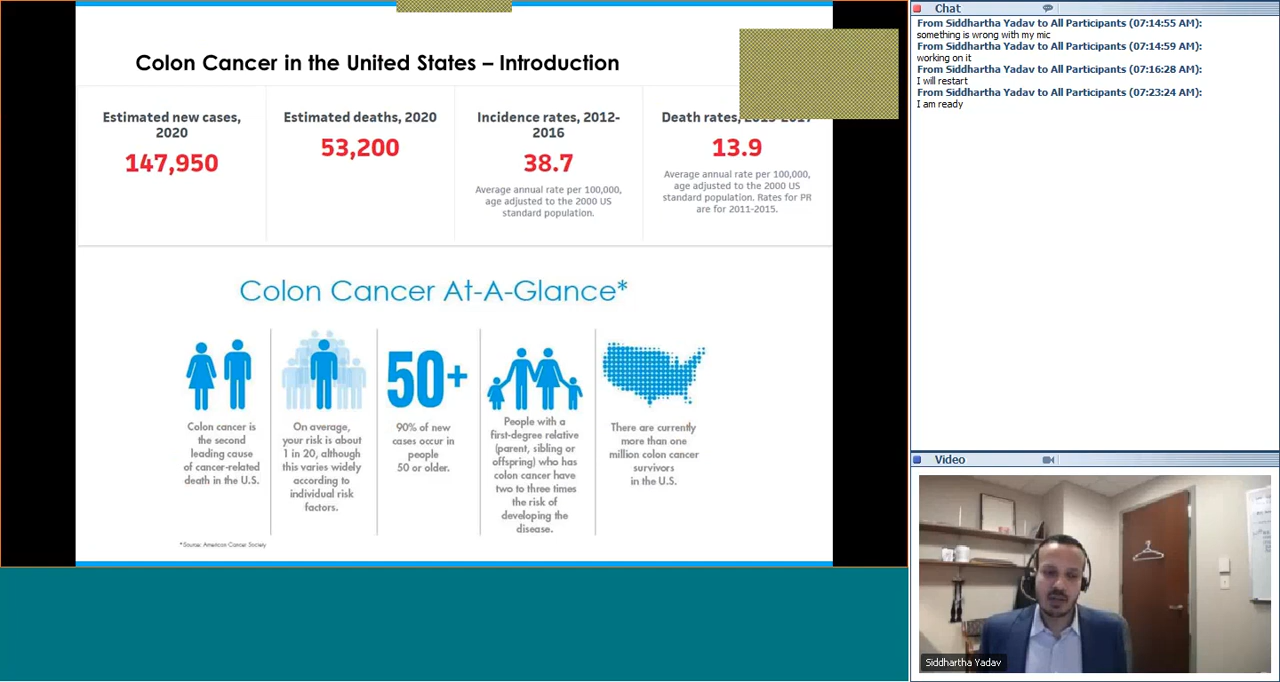 Colon Cancer in the United States – Introduction
Estimated new cases,
2020
147,950
Estimated deaths, 2020
53,200
Incidence rates, 2012-
2016
38.7
Average annual rate per 100,000,
age adjusted to the 2000 US
standard population.
Death rates,
13.9
Average annual rate per 100,000,
age adjusted to the 2000 US
standard population. Rates for PR
are for 2011-2015.
Colon Cancer At-A-Glance*
Colon cancer is
the second
leading cause
of cancer-related
death in the U.S.
On average,
your risk is about
1 in 20, although
this varies widely
according to
individual risk
factors.
50+
90% of new
cases occur in
people
50 or older.
People with a
first-degree relative
(parent, sibling or
offspring) who has
colon cancer have
two to three times
the risk of
developing the
disease.
There are currently
more than one
million colon cancer
survivors
in the U.S.
*Source: American Cancer Society
Chat
From Siddhartha Yadav to All Participants (07:14:55 AM):
something is wrong with my mic
From Siddhartha Yadav to All Participants (07:14:59 AM):
working on it
From Siddhartha Yadav to All Participants (07:16:28 AM):
I will restart
From Siddhartha Yadav to All Participants (07:23:24 AM):
I am ready
Video
Siddhartha Yadav